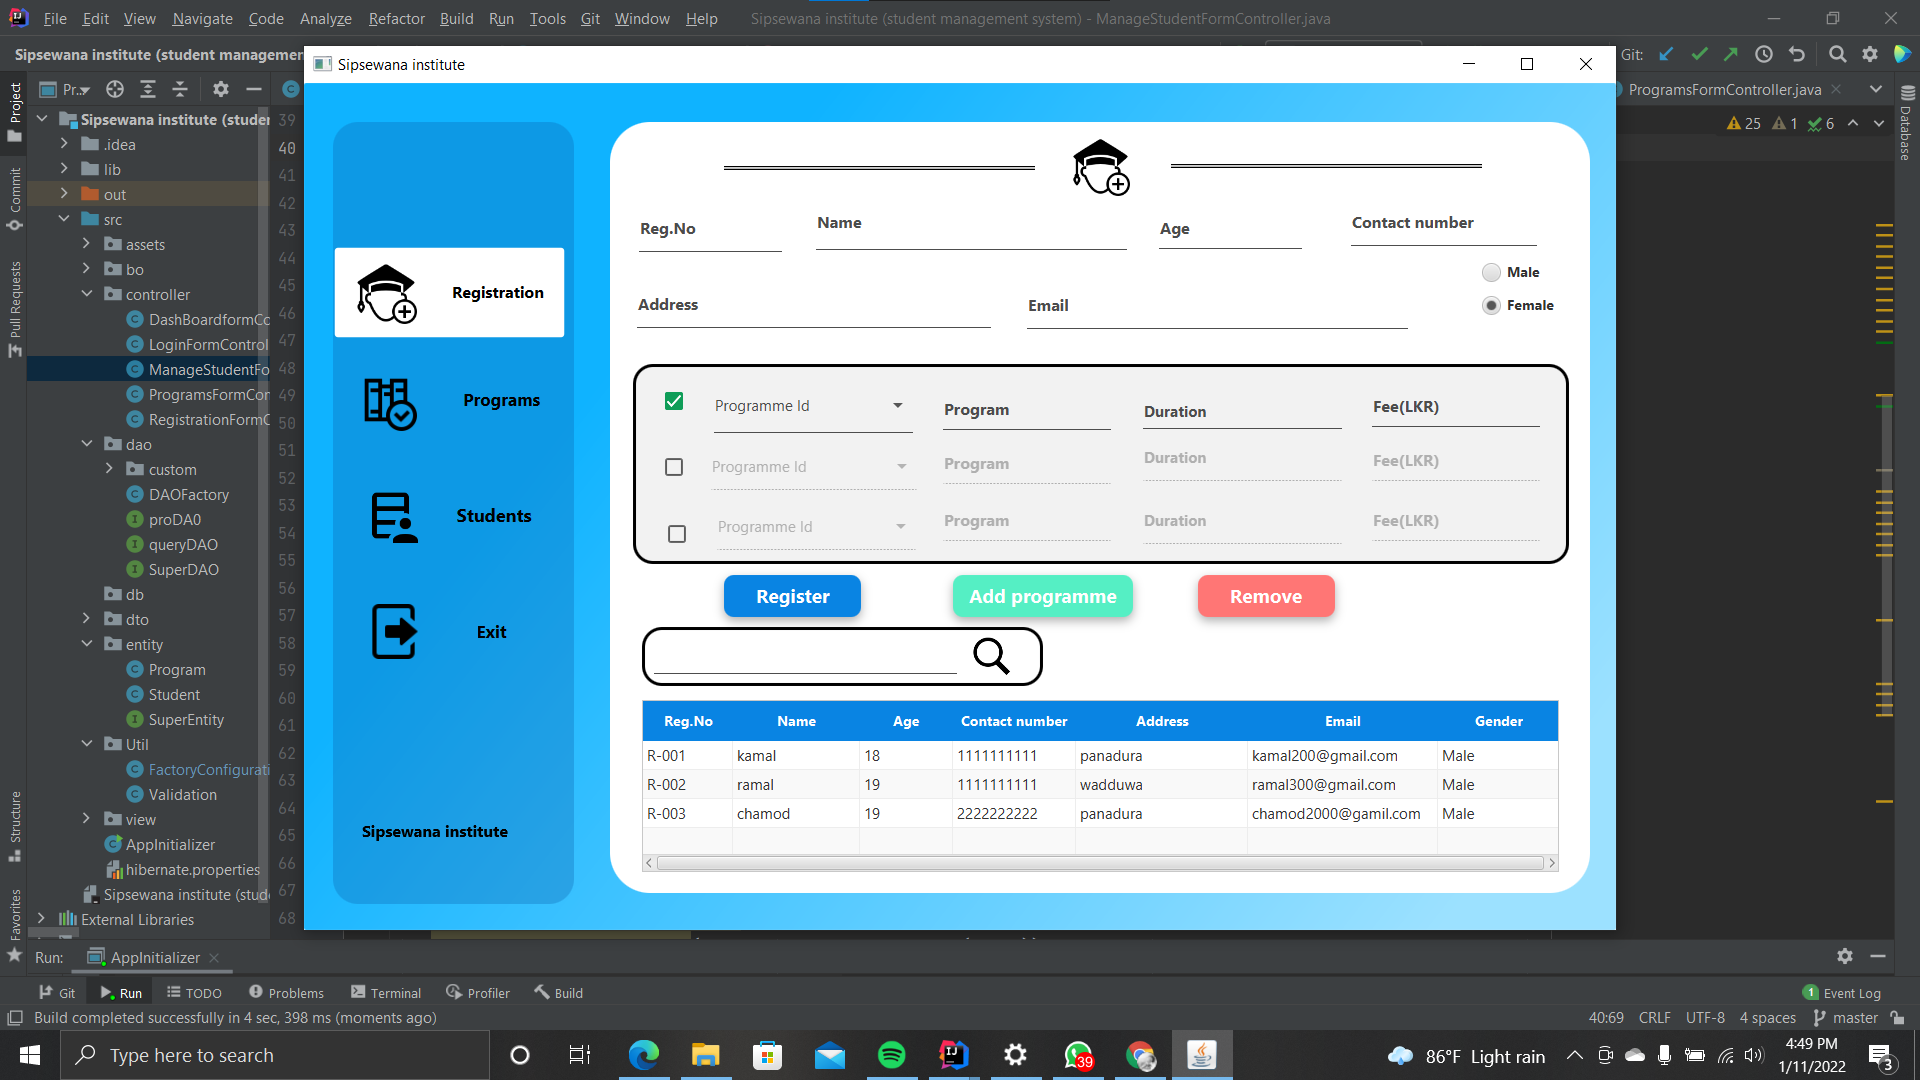 File Edit View Navigate Code Analyze Refactor Build Run Tools Git Window Help Sipsewana institute (student management system) - ManageStudentFormController.java
Sipsewana institute (student managemen
Git:
Sipsewana institute
Project
Commit
Pull Requests
Structure
Favorites
Database
Pr...
ProgramsFormController.java
25 1 6
Sipsewana institute (studen
.idea
lib
out
src
assets
bo
controller
DashBoardformCo
LoginFormControl
ManageStudentFo
ProgramsFormCon
RegistrationFormC
dao
custom
DAOFactory
proDAO
queryDAO
SuperDAO
db
dto
entity
Program
Student
SuperEntity
Util
FactoryConfigurati
Validation
view
AppInitializer
hibernate.properties
Sipsewana institute (stud
External Libraries
39
40
41
42
43
44
45
46
47
48
49
50
51
52
53
54
55
56
57
58
59
60
61
62
63
64
65
66
67
68
Registration
Programs
Students
Exit
Sipsewana institute
Reg.No Name Age Contact number
Male
Address Email Female
Programme Id Program Duration Fee(LKR)
Programme Id Program Duration Fee(LKR)
Programme Id Program Duration Fee(LKR)
Register Add programme Remove
Reg.No Name Age Contact number Address Email Gender
R-001 kamal 18 1111111111 panadura kamal200@gmail.com Male
R-002 ramal 19 1111111111 wadduwa ramal300@gmail.com Male
R-003 chamod 19 2222222222 panadura chamod2000@gamil.com Male
Run: AppInitializer
Git Run TODO Problems Terminal Profiler Build 1 Event Log
Build completed successfully in 4 sec, 398 ms (moments ago) 40:69 CRLF UTF-8 4 spaces master
Type here to search 39 86°F Light rain 4:49 PM
1/11/2022 3